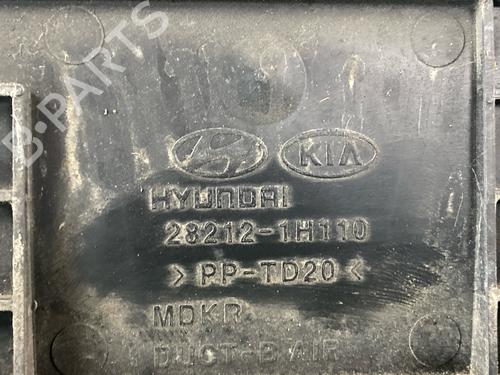 B-PARTS
KIA
HYUNDAI
28212-1H110
> PP-TD20 <
MDKR
DUCT-B AIR